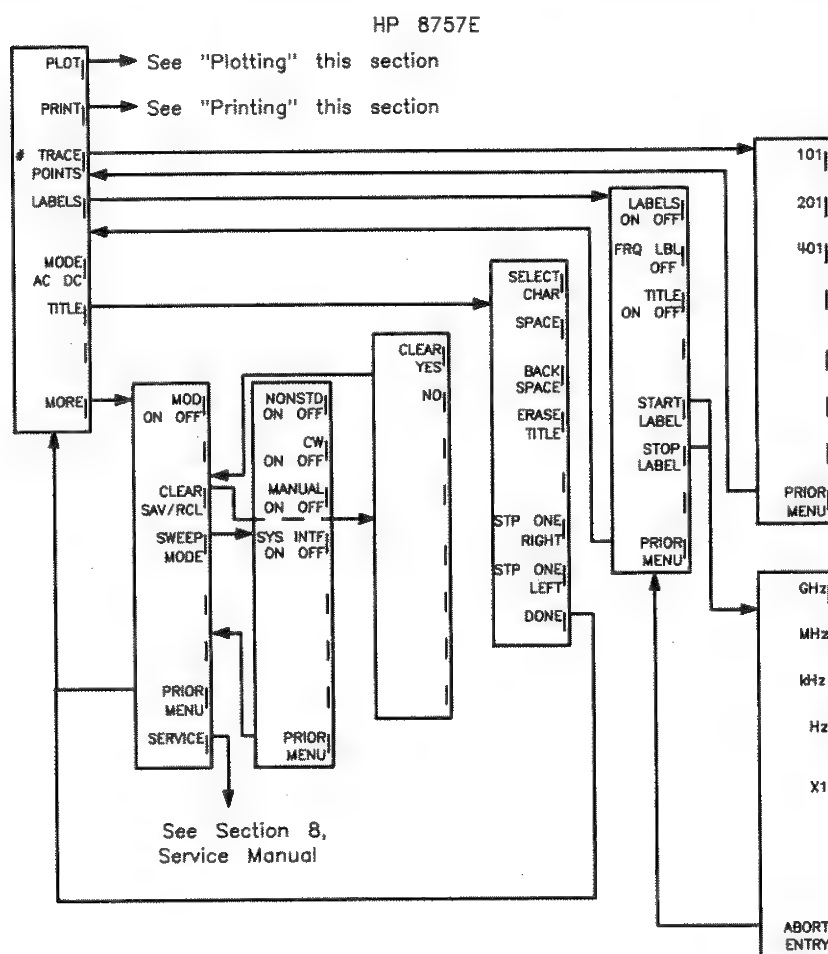 HP 8757E
PLOT
See "Plotting" this section
PRINT
See "Printing" this section
# TRACE
POINTS
LABELS
MODE
AC DC
TITLE
MORE
MOD
ON OFF
CLEAR
SAV/RCL
SWEEP
MODE
PRIOR
MENU
SERVICE
See Section 8,
Service Manual
NONSTD
ON OFF
CW
ON OFF
MANUAL
ON OFF
SYS INTF
ON OFF
PRIOR
MENU
CLEAR
YES
NO
SELECT
CHAR
SPACE
BACK
SPACE
ERASE
TITLE
STP ONE
RIGHT
STP ONE
LEFT
DONE
LABELS
ON OFF
FRQ LBL
OFF
TITLE
ON OFF
START
LABEL
STOP
LABEL
PRIOR
MENU
101
201
401
PRIOR
MENU
GHz
MHz
kHz
Hz
X1
ABORT
ENTRY